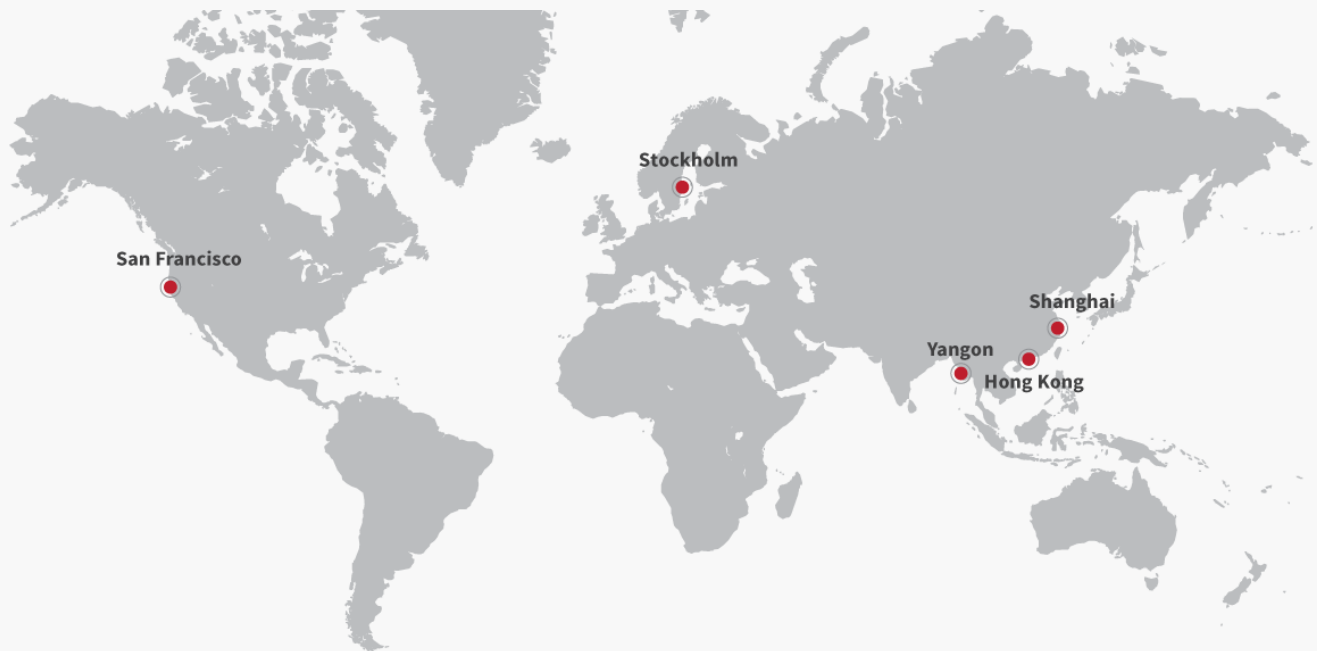 Stockholm
San Francisco
Shanghai
Yangon
Hong Kong